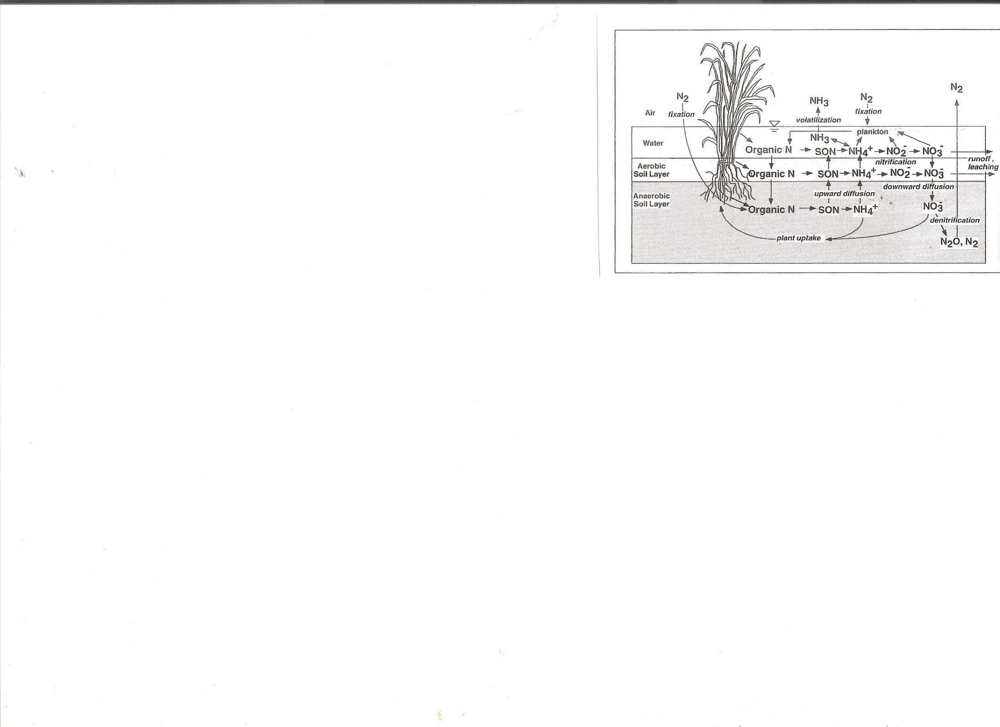 N2
N2 NH3 N2
Air fixation fixation
volatilization
plankton
Water NH3
Organic N SON NH4+ NO2- NO3-
runoff,
leaching
nitrification
Aerobic
Soil Layer
Organic N SON NH4+ NO2- NO3-
downward diffusion
upward diffusion
Anaerobic
Soil Layer
Organic N SON NH4+ NO3-
denitrification
plant uptake
N2O, N2